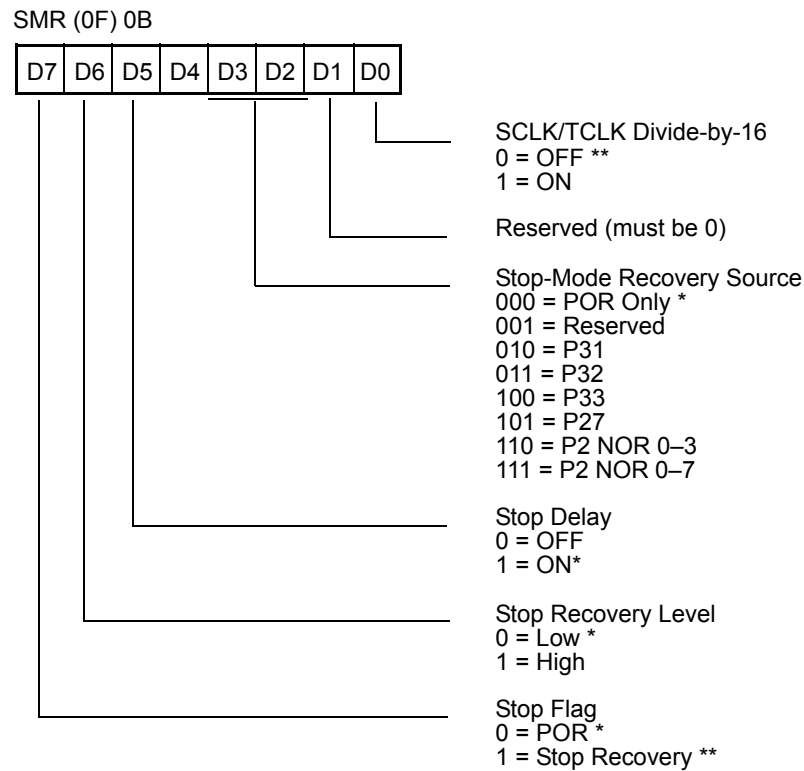 SMR (0F) 0B
D7 D6 D5 D4 D3 D2 D1 D0
SCLK/TCLK Divide-by-16
0 = OFF **
1 = ON
Reserved (must be 0)
Stop-Mode Recovery Source
000 = POR Only *
001 = Reserved
010 = P31
011 = P32
100 = P33
101 = P27
110 = P2 NOR 0–3
111 = P2 NOR 0–7
Stop Delay
0 = OFF
1 = ON*
Stop Recovery Level
0 = Low *
1 = High
Stop Flag
0 = POR *
1 = Stop Recovery **